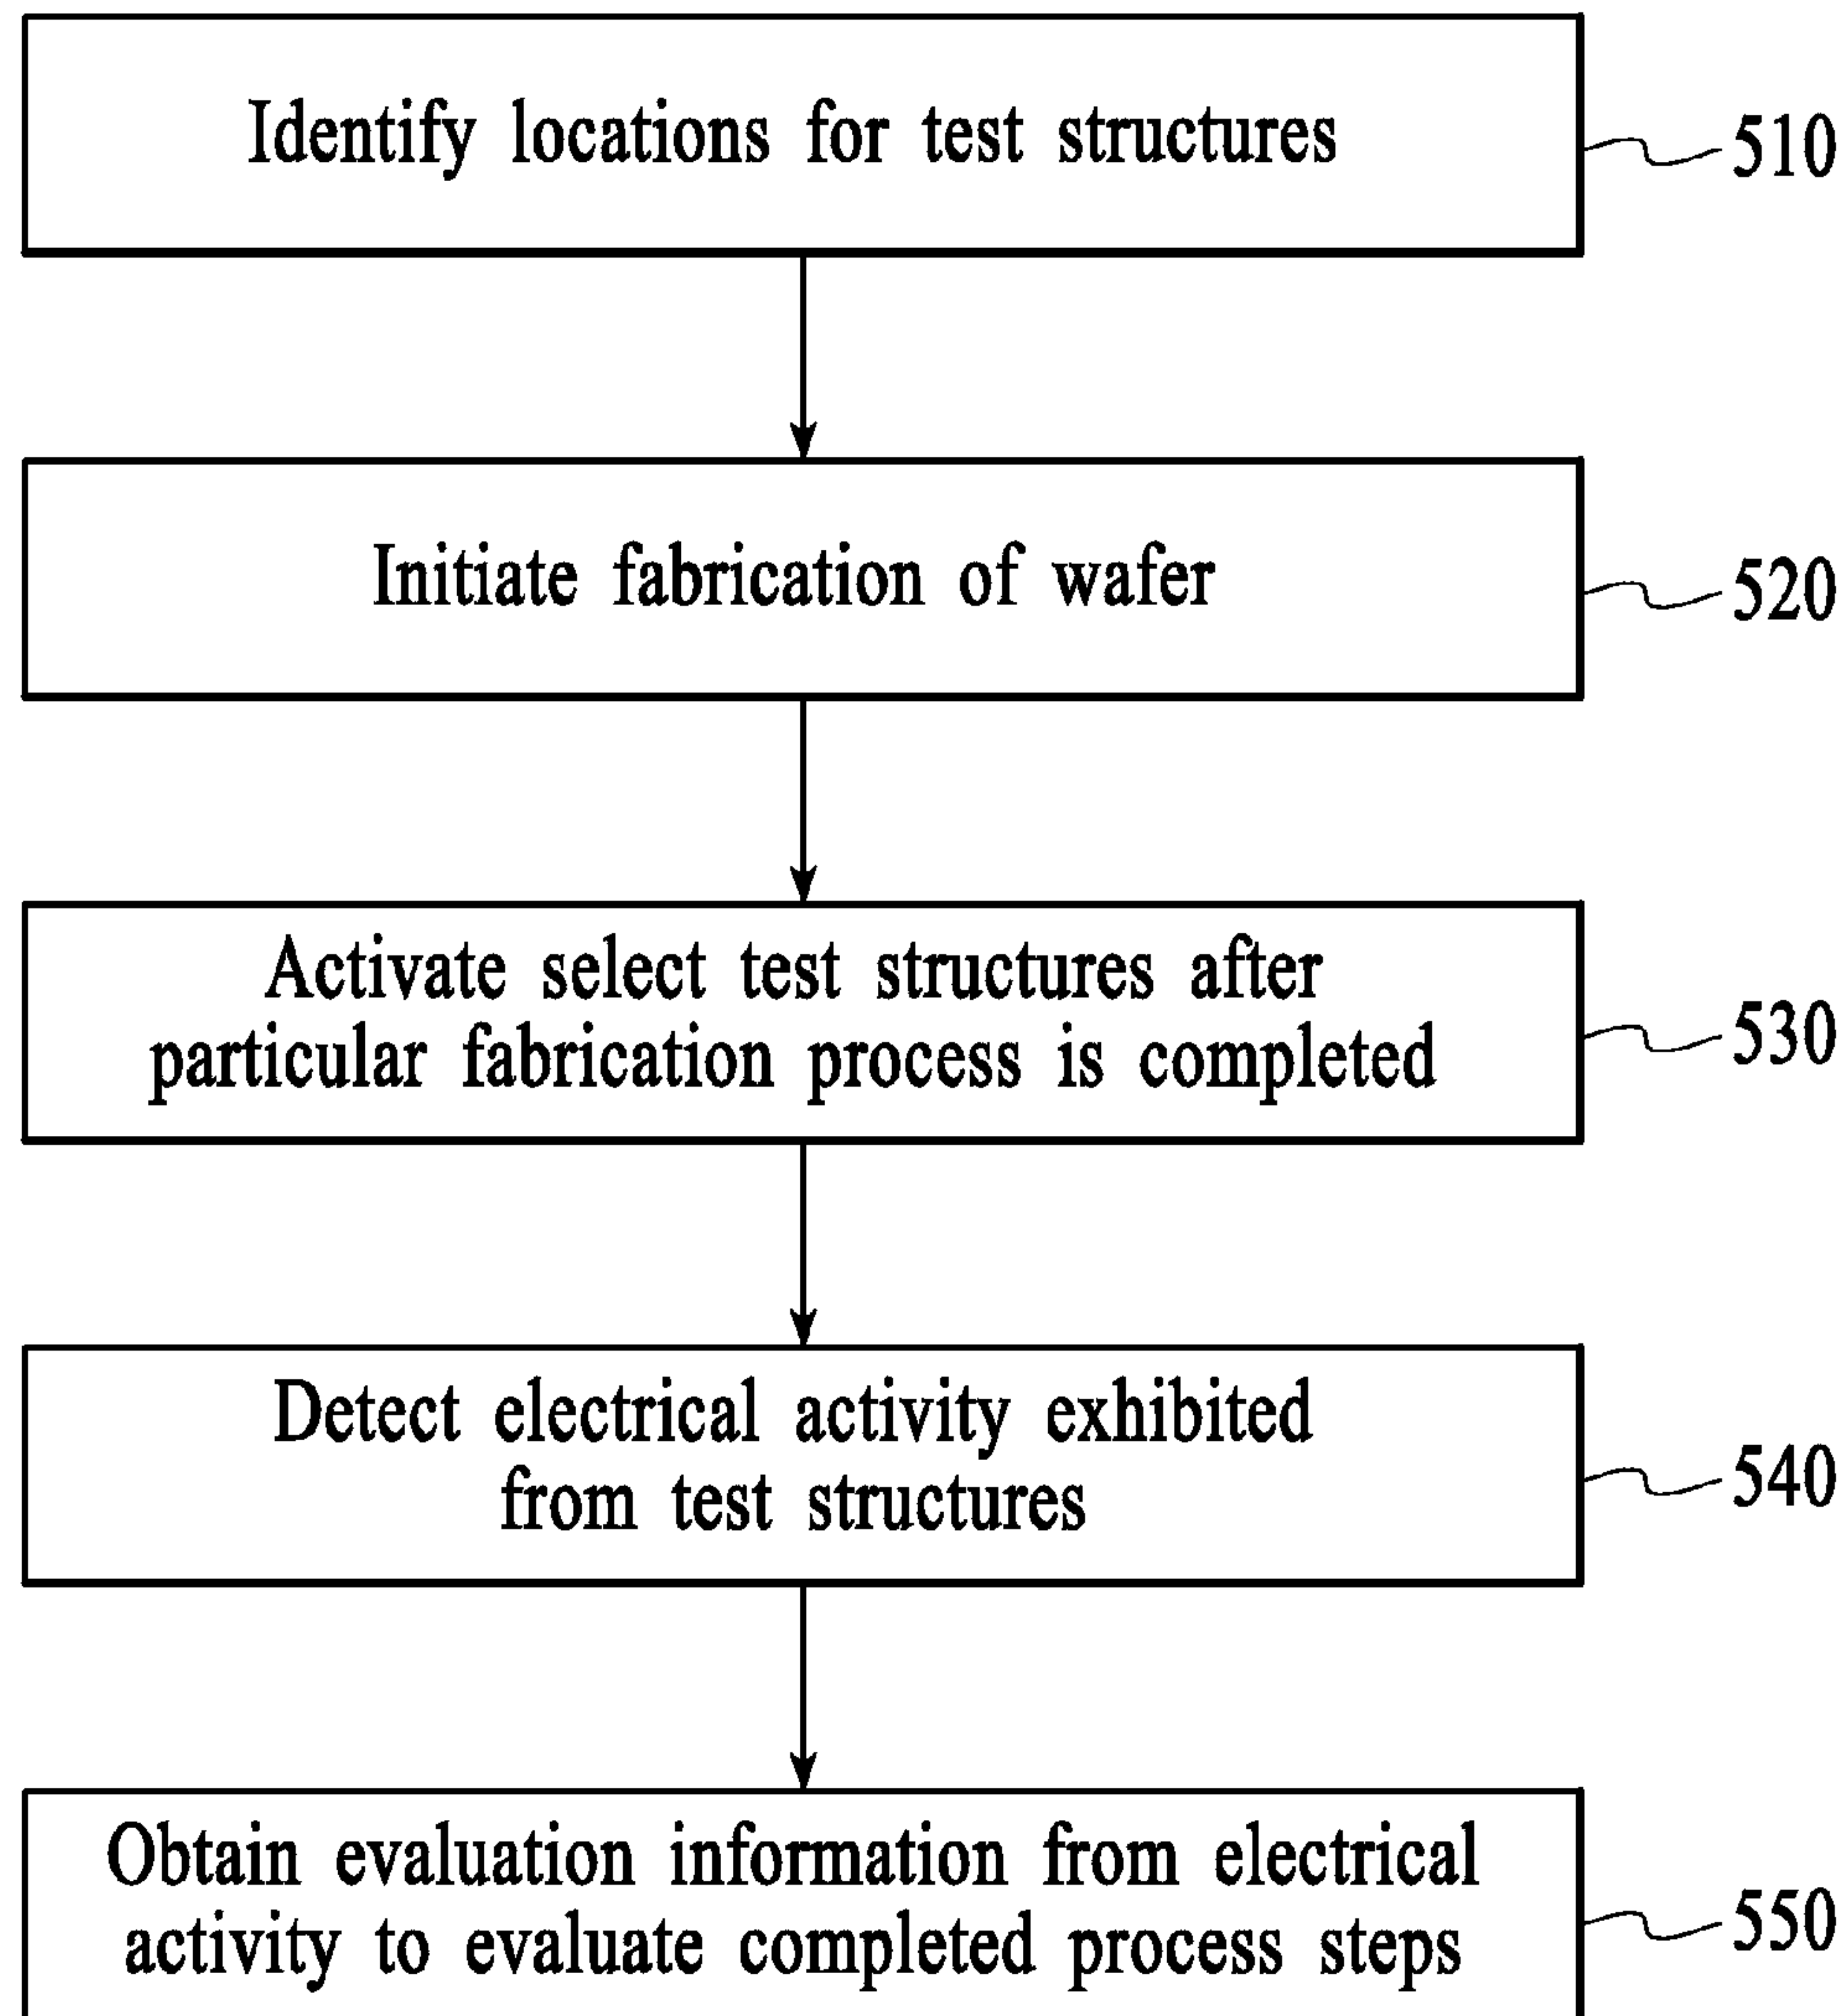 Identify locations for test structures
510
Initiate fabrication of wafer
520
Activate select test structures after
particular fabrication process is completed
530
Detect electrical activity exhibited
from test structures
540
Obtain evaluation information from electrical
activity to evaluate completed process steps
550